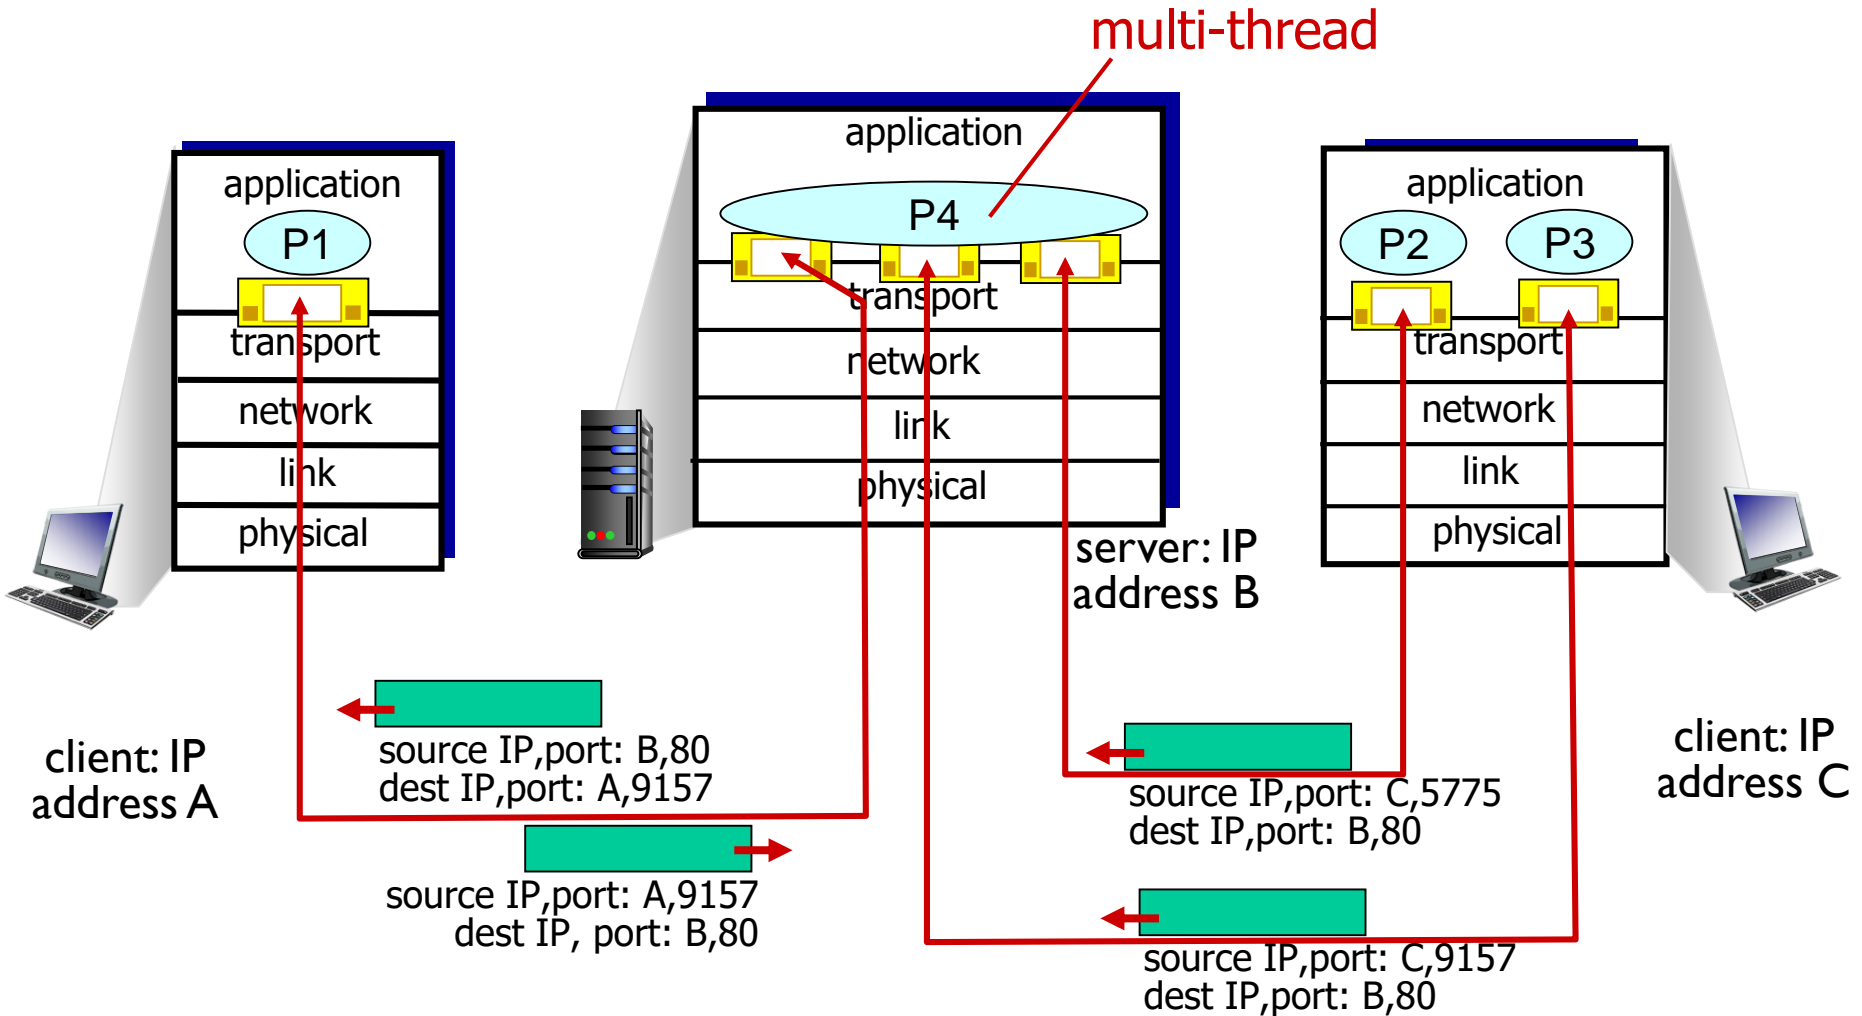 multi-thread
application
P1
transport
network
link
physical
application
P4
transport
network
link
physical
application
P2
P3
transport
network
link
physical
server: IP
address B
client: IP
address A
source IP,port: B,80
dest IP,port: A,9157
source IP,port: A,9157
dest IP, port: B,80
source IP,port: C,5775
dest IP,port: B,80
source IP,port: C,9157
dest IP,port: B,80
client: IP
address C